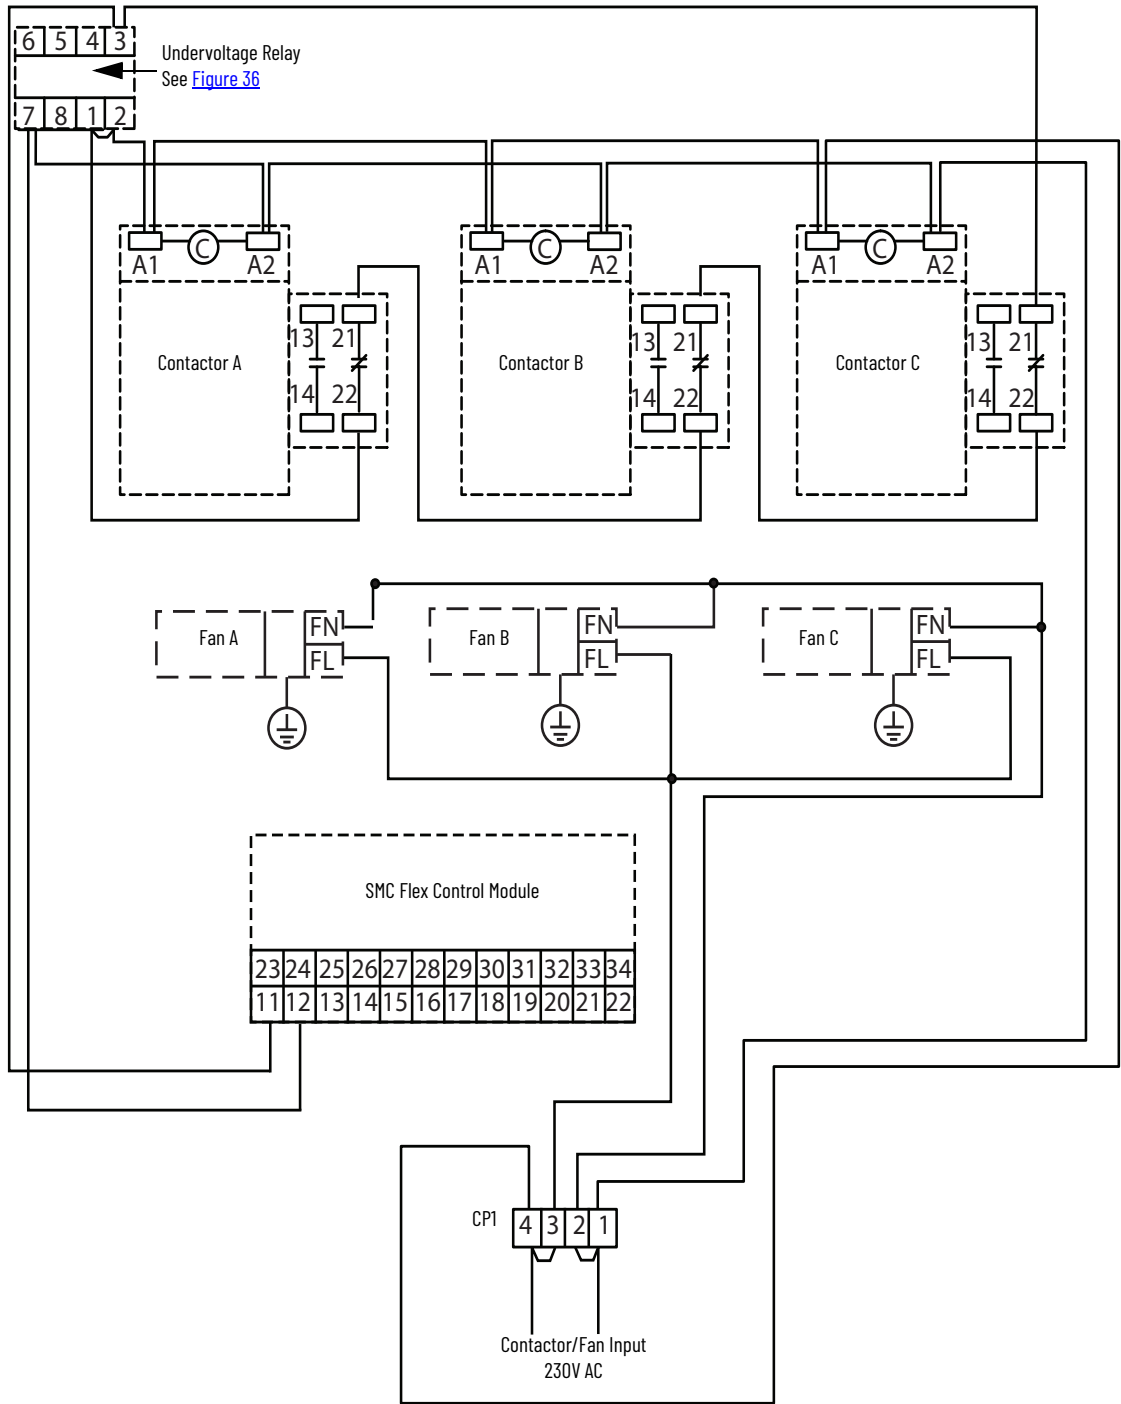 6 5 4 3
Undervoltage Relay
See Figure 36
7 8 1 2
C C C
A1 A2 A1 A2 A1 A2
13 21 13 21 13 21
Contactor A Contactor B Contactor C
14 22 14 22 14 22
Fan A FN Fan B FN Fan C FN
FL FL FL
SMC Flex Control Module
23 24 25 26 27 28 29 30 31 32 33 34
11 12 13 14 15 16 17 18 19 20 21 22
CP1 4 3 2 1
Contactor/Fan Input
230V AC